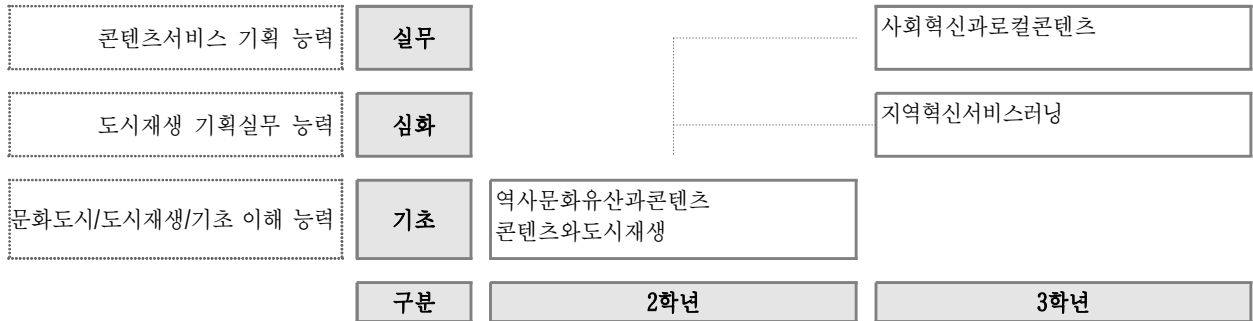 콘텐츠서비스 기획 능력
실무
사회혁신과로컬콘텐츠
도시재생 기획실무 능력
심화
지역혁신서비스러닝
문화도시/도시재생/기초 이해 능력
기초
역사문화유산과콘텐츠
콘텐츠와도시재생
구분
2학년
3학년